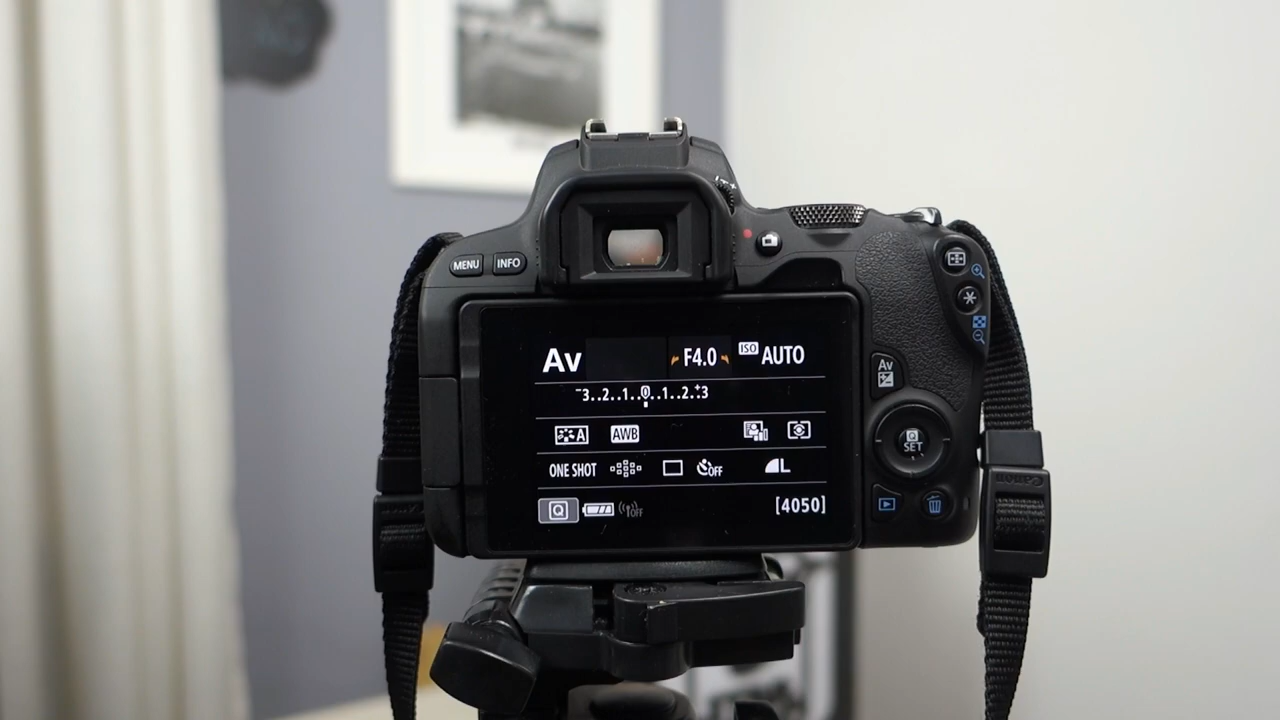 MENU INFO
Av F4.0 ISO AUTO
-3..2..1..0..1..2.+3
A AWB
ONE SHOT OFF L
Q OFF [4050]
Av
Q
SET
Canon